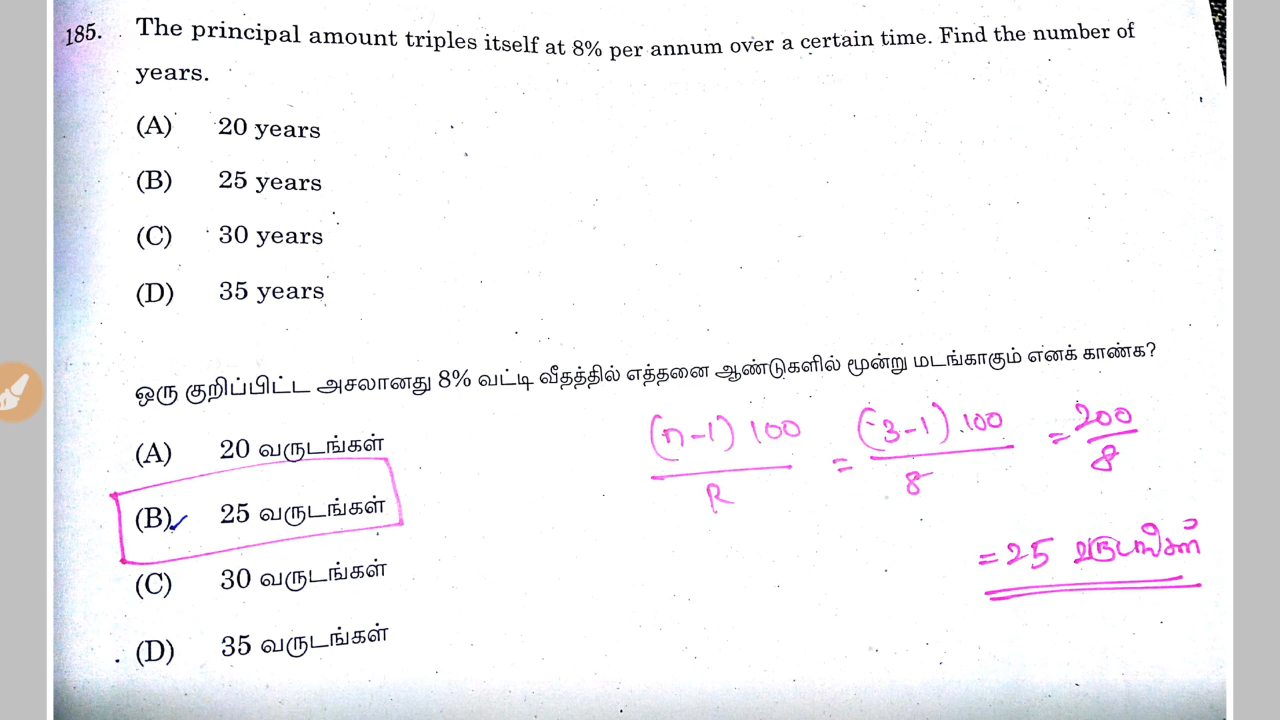 185. The principal amount triples itself at 8% per annum over a certain time. Find the number of
years.
(A) 20 years
(B) 25 years
(C) 30 years
(D) 35 years
ஒரு குறிப்பிட்ட அசலானது 8% வட்டி வீதத்தில் எத்தனை ஆண்டுகளில் மூன்று மடங்காகும் எனக் காண்க?
(A) 20 வருடங்கள்
(B) 25 வருடங்கள்
(C) 30 வருடங்கள்
(D) 35 வருடங்கள்
(n-1) 100 / R = (3-1) 100 / 8 = 200 / 8
= 25 வருடங்கள்